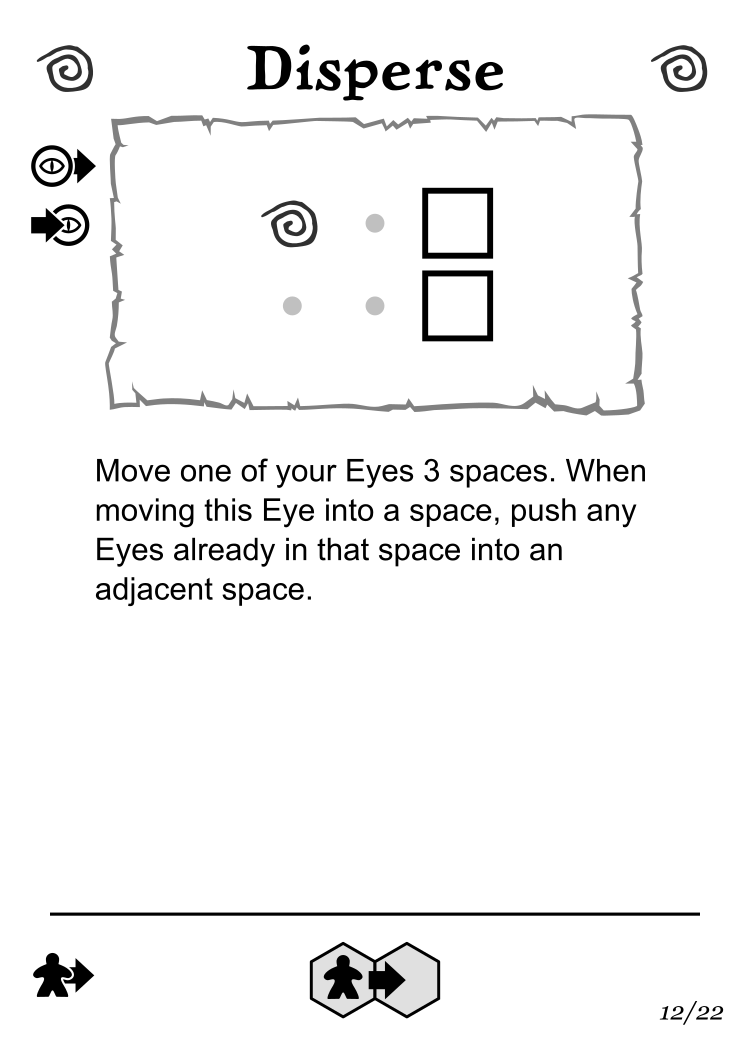 Disperse
Move one of your Eyes 3 spaces. When
moving this Eye into a space, push any
Eyes already in that space into an
adjacent space.
12/22